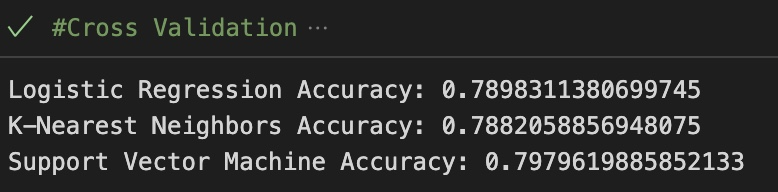 #Cross Validation ...
Logistic Regression Accuracy: 0.7898311380699745
K-Nearest Neighbors Accuracy: 0.7882058856948075
Support Vector Machine Accuracy: 0.7979619885852133